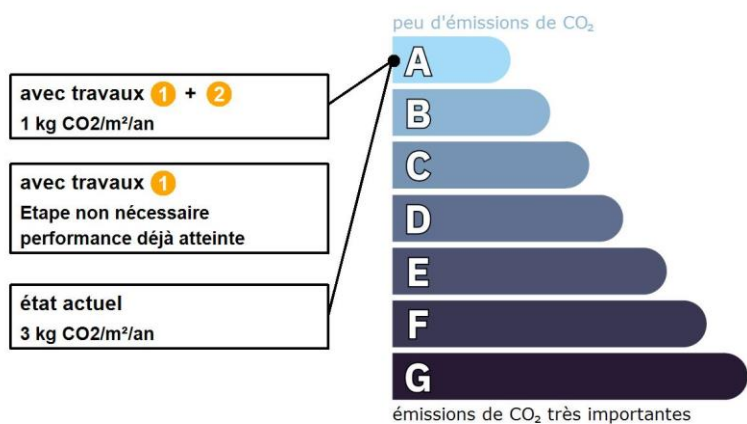 peu d'émissions de CO₂
A
avec travaux 1 + 2
1 kg CO2/m²/an
B
C
avec travaux 1
Etape non nécessaire
performance déjà atteinte
D
E
état actuel
3 kg CO2/m²/an
F
G
émissions de CO₂ très importantes